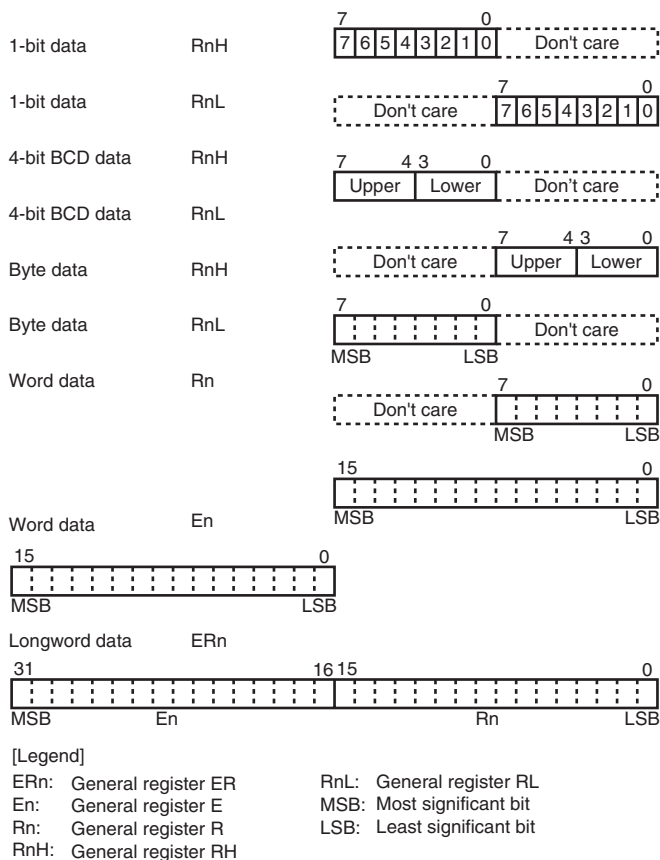 7 0
1-bit data RnH 7 6 5 4 3 2 1 0 Don't care
7 0
1-bit data RnL Don't care 7 6 5 4 3 2 1 0
4-bit BCD data RnH 7 4 3 0
Upper Lower Don't care
4-bit BCD data RnL
7 4 3 0
Byte data RnH Don't care Upper Lower
7 0
Byte data RnL Don't care
MSB LSB
Word data Rn 7 0
Don't care
MSB LSB
15 0
Word data En MSB LSB
15 0
MSB LSB
Longword data ERn
31 16 15 0
MSB En Rn LSB
[Legend]
ERn: General register ER RnL: General register RL
En: General register E MSB: Most significant bit
Rn: General register R LSB: Least significant bit
RnH: General register RH